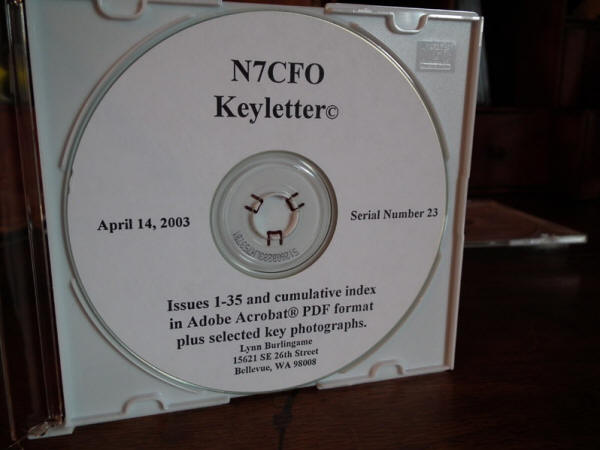 N7CFO
Keyletter©
April 14, 2003
Serial Number 23
Issues 1-35 and cumulative index
in Adobe Acrobat® PDF format
plus selected key photographs.
Lynn Burlingame
15621 SE 26th Street
Bellevue, WA 98008